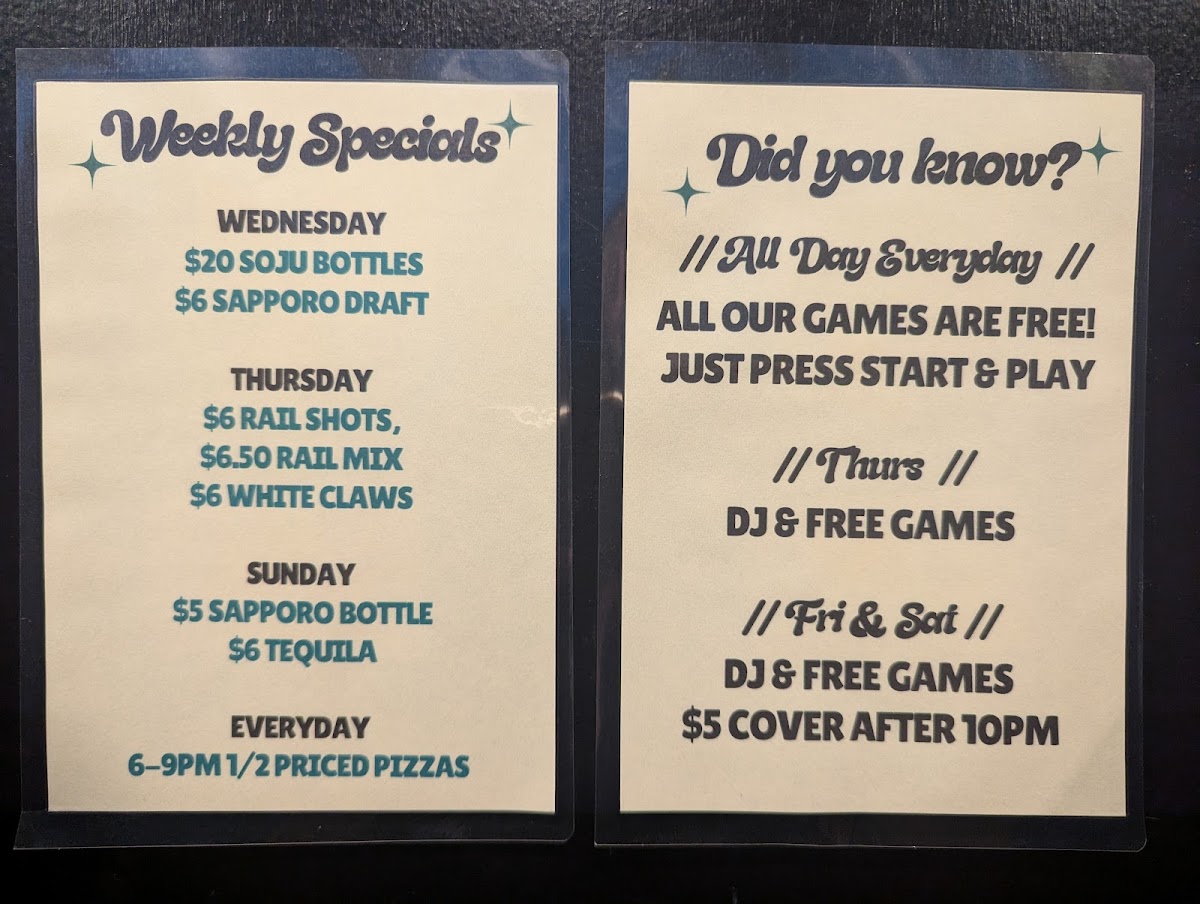 Weekly Specials
WEDNESDAY
$20 SOJU BOTTLES
$6 SAPPORO DRAFT
THURSDAY
$6 RAIL SHOTS,
$6.50 RAIL MIX
$6 WHITE CLAWS
SUNDAY
$5 SAPPORO BOTTLE
$6 TEQUILA
EVERYDAY
6-9PM 1/2 PRICED PIZZAS
Did you know?
// All Day Everyday //
ALL OUR GAMES ARE FREE!
JUST PRESS START & PLAY
// Thurs //
DJ & FREE GAMES
// Fri & Sat //
DJ & FREE GAMES
$5 COVER AFTER 10PM